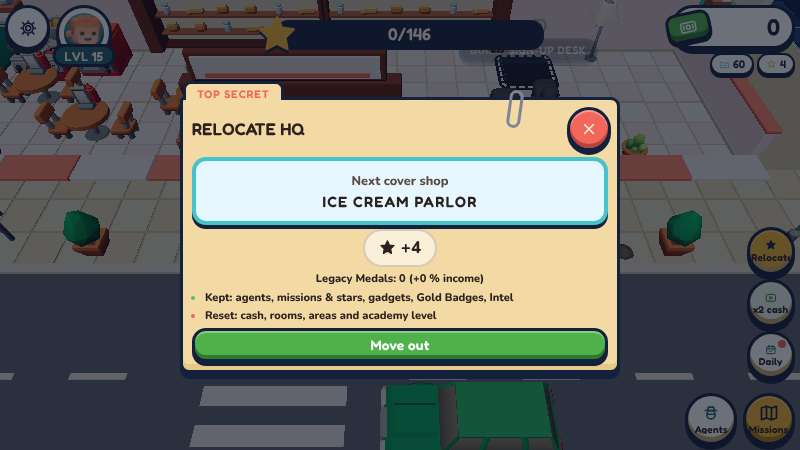 LVL 15
0/146
0
60
4
UP DESK
TOP SECRET
RELOCATE HQ
Next cover shop
ICE CREAM PARLOR
+4
Legacy Medals: 0 (+0 % income)
Kept: agents, missions & stars, gadgets, Gold Badges, Intel
Reset: cash, rooms, areas and academy level
Move out
Relocate
x2 cash
Daily
Agents
Missions